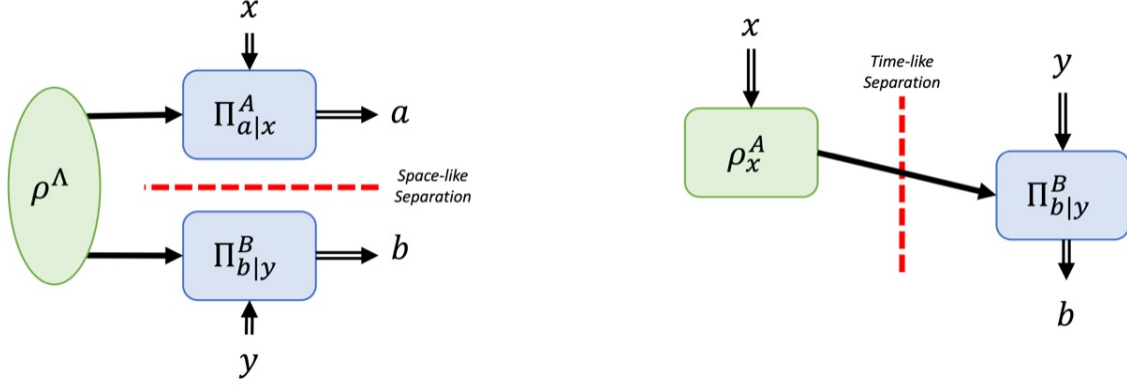 x
Π^A_{a|x}
a
ρ^Λ
Space-like
Separation
Π^B_{b|y}
b
y
x
Time-like
Separation
y
ρ^A_x
Π^B_{b|y}
b